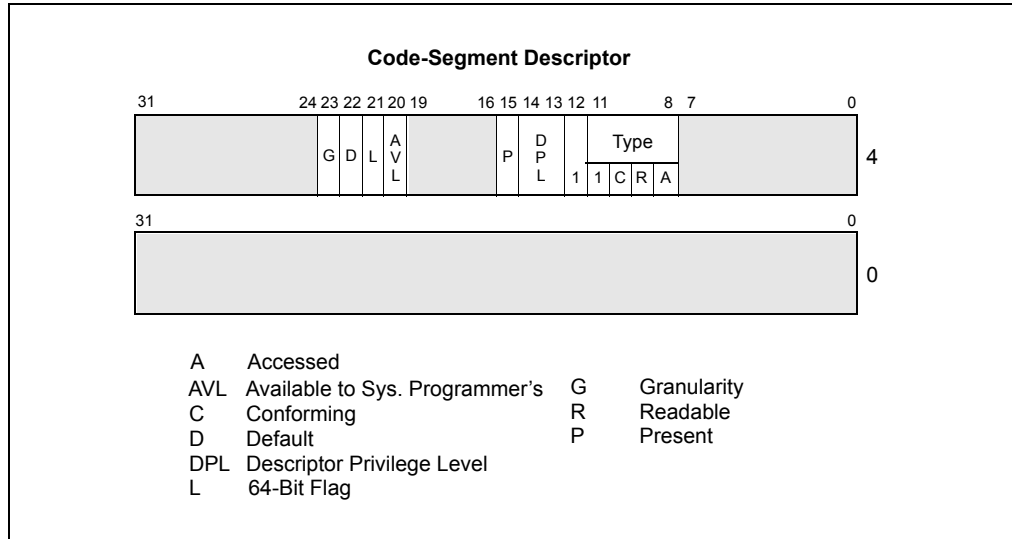 Code-Segment Descriptor
31 24 23 22 21 20 19 16 15 14 13 12 11 8 7 0
G D L AVL P DPL 1 Type 4
1 C R A
31 0
0
A Accessed
AVL Available to Sys. Programmer’s
C Conforming
D Default
DPL Descriptor Privilege Level
L 64-Bit Flag
G Granularity
R Readable
P Present